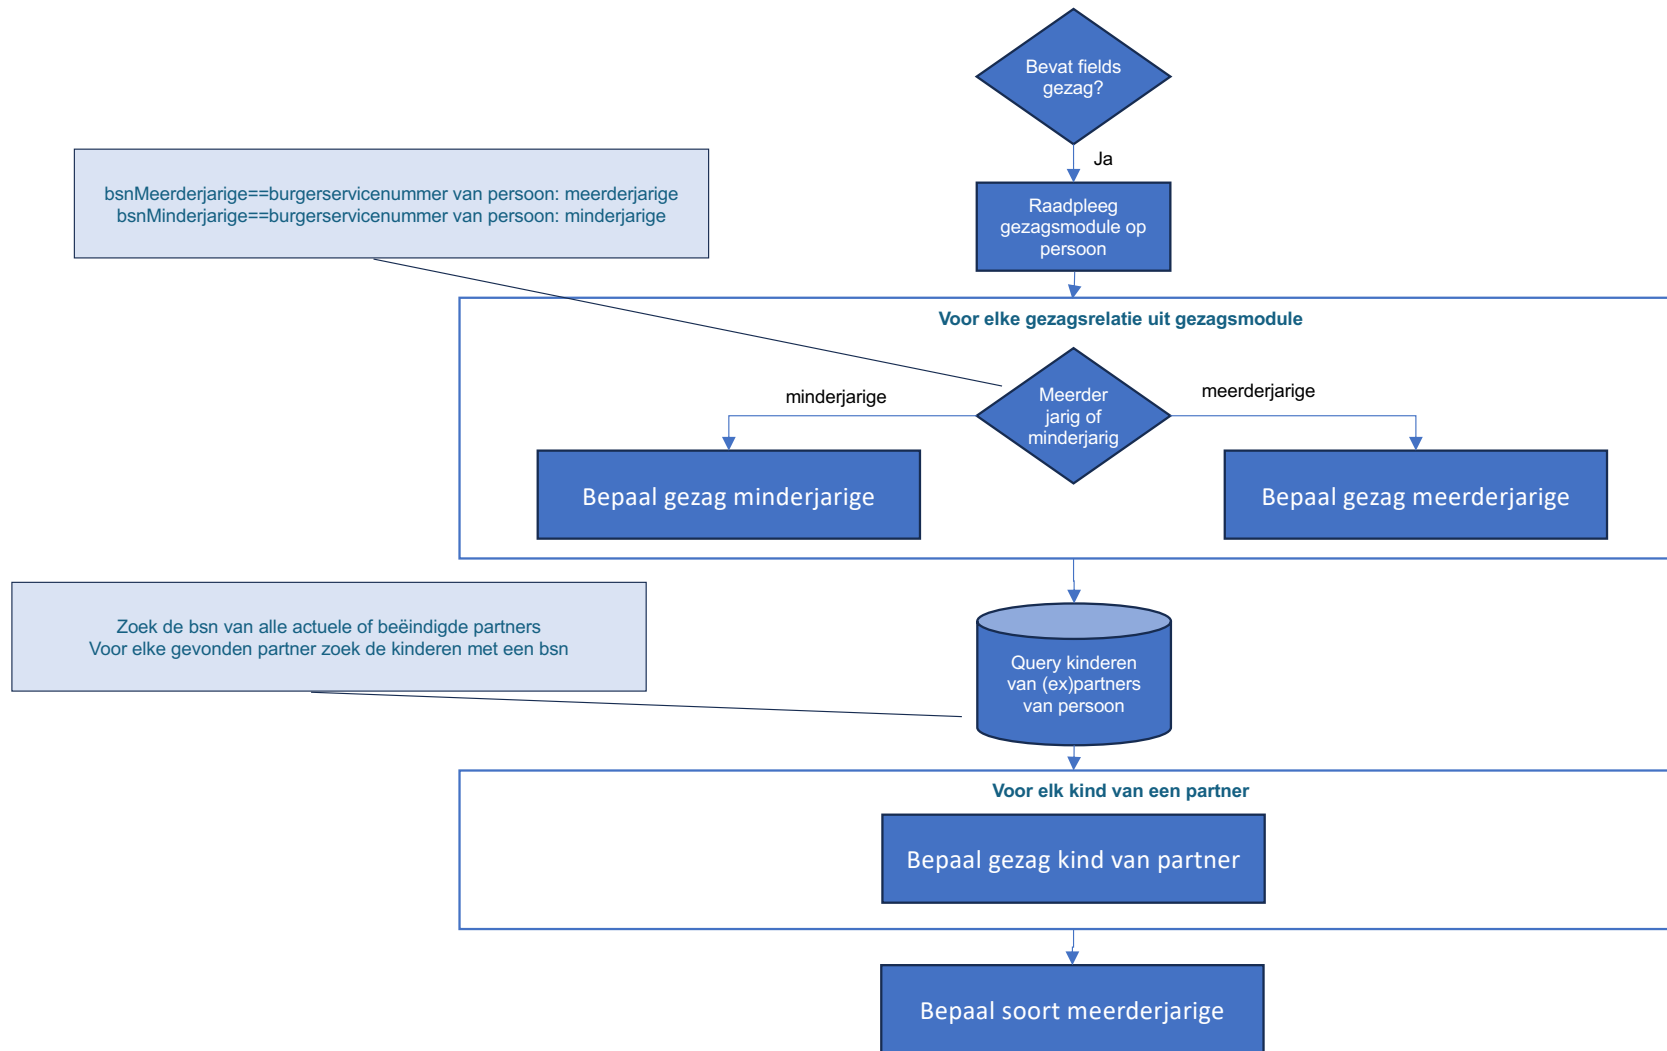 Bevat fields
gezag?
Ja
bsnMeerderjarige==burgerservicenummer van persoon: meerderjarige
bsnMinderjarige==burgerservicenummer van persoon: minderjarige
Raadpleeg
gezagsmodule op
persoon
Voor elke gezagsrelatie uit gezagsmodule
minderjarige
Meerder
jarig of
minderjarig
meerderjarige
Bepaal gezag minderjarige
Bepaal gezag meerderjarige
Zoek de bsn van alle actuele of beëindigde partners
Voor elke gevonden partner zoek de kinderen met een bsn
Query kinderen
van (ex)partners
van persoon
Voor elk kind van een partner
Bepaal gezag kind van partner
Bepaal soort meerderjarige